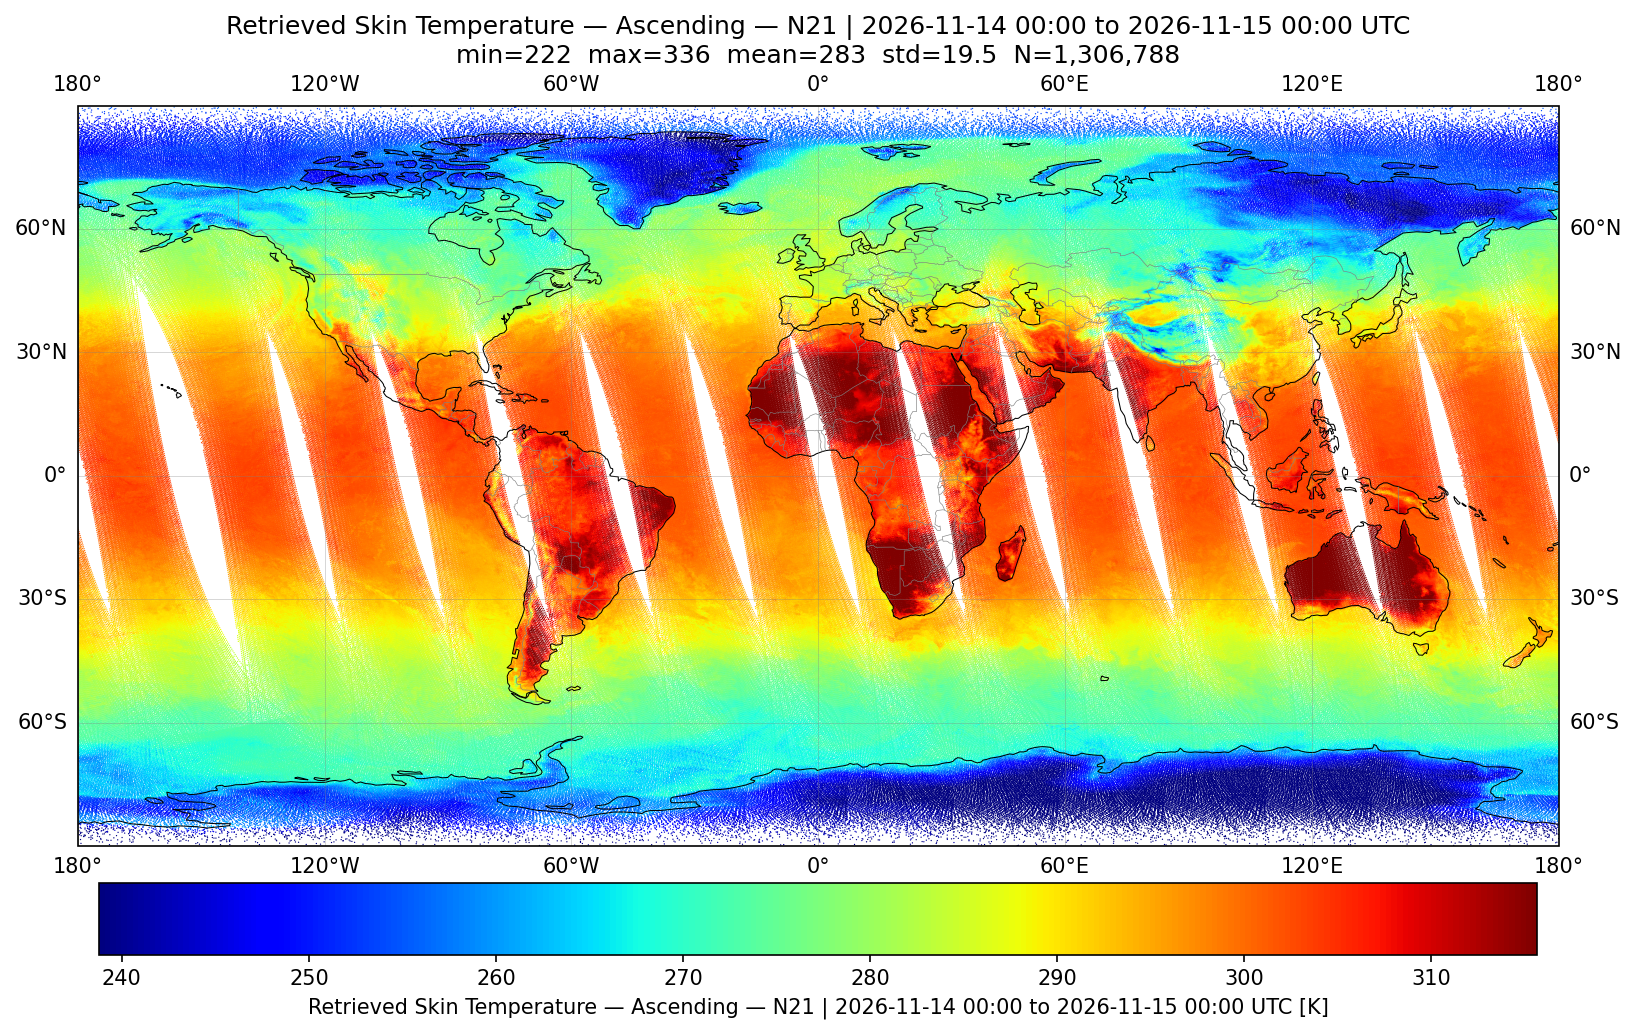 Retrieved Skin Temperature — Ascending — N21 | 2026-11-14 00:00 to 2026-11-15 00:00 UTC
min=222 max=336 mean=283 std=19.5 N=1,306,788
180° 120°W 60°W 0° 60°E 120°E 180°
60°N 60°N
30°N 30°N
0° 0°
30°S 30°S
60°S 60°S
180° 120°W 60°W 0° 60°E 120°E 180°
240 250 260 270 280 290 300 310
Retrieved Skin Temperature — Ascending — N21 | 2026-11-14 00:00 to 2026-11-15 00:00 UTC [K]